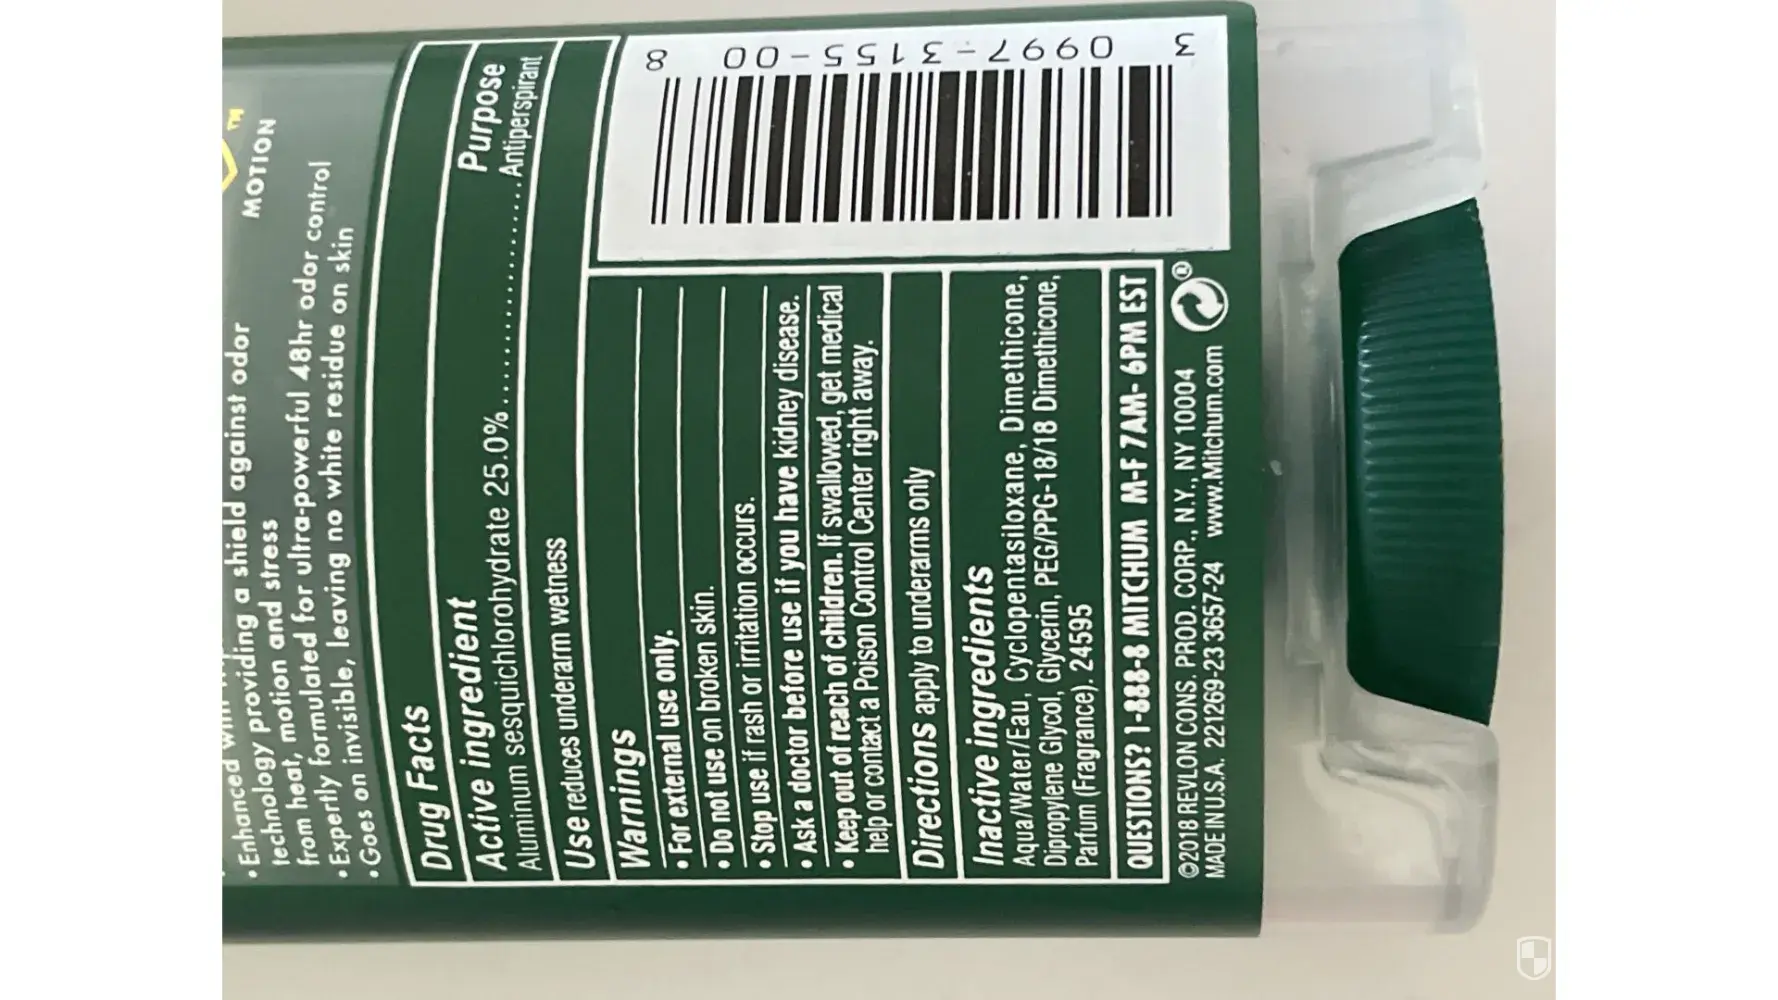 MOTION
TM
• Enhanced
technology providing a shield against odor
from heat, motion and stress
• Expertly formulated for ultra-powerful 48hr odor control
• Goes on invisible, leaving no white residue on skin
Drug Facts
Active ingredient Purpose
Aluminum sesquichlorohydrate 25.0%....................Antiperspirant
Use reduces underarm wetness
Warnings
• For external use only.
• Do not use on broken skin.
• Stop use if rash or irritation occurs.
• Ask a doctor before use if you have kidney disease.
• Keep out of reach of children. If swallowed, get medical
help or contact a Poison Control Center right away.
Directions apply to underarms only
Inactive ingredients
Aqua/Water/Eau, Cyclopentasiloxane, Dimethicone,
Dipropylene Glycol, Glycerin, PEG/PPG-18/18 Dimethicone,
Parfum (Fragrance). 24595
QUESTIONS? 1-888-8 MITCHUM M-F 7AM- 6PM EST
©2018 REVLON CONS. PROD. CORP., N.Y., NY 10004
MADE IN U.S.A. 221269-23 3657-24 www.Mitchum.com ®
3 0997-3155-00 8